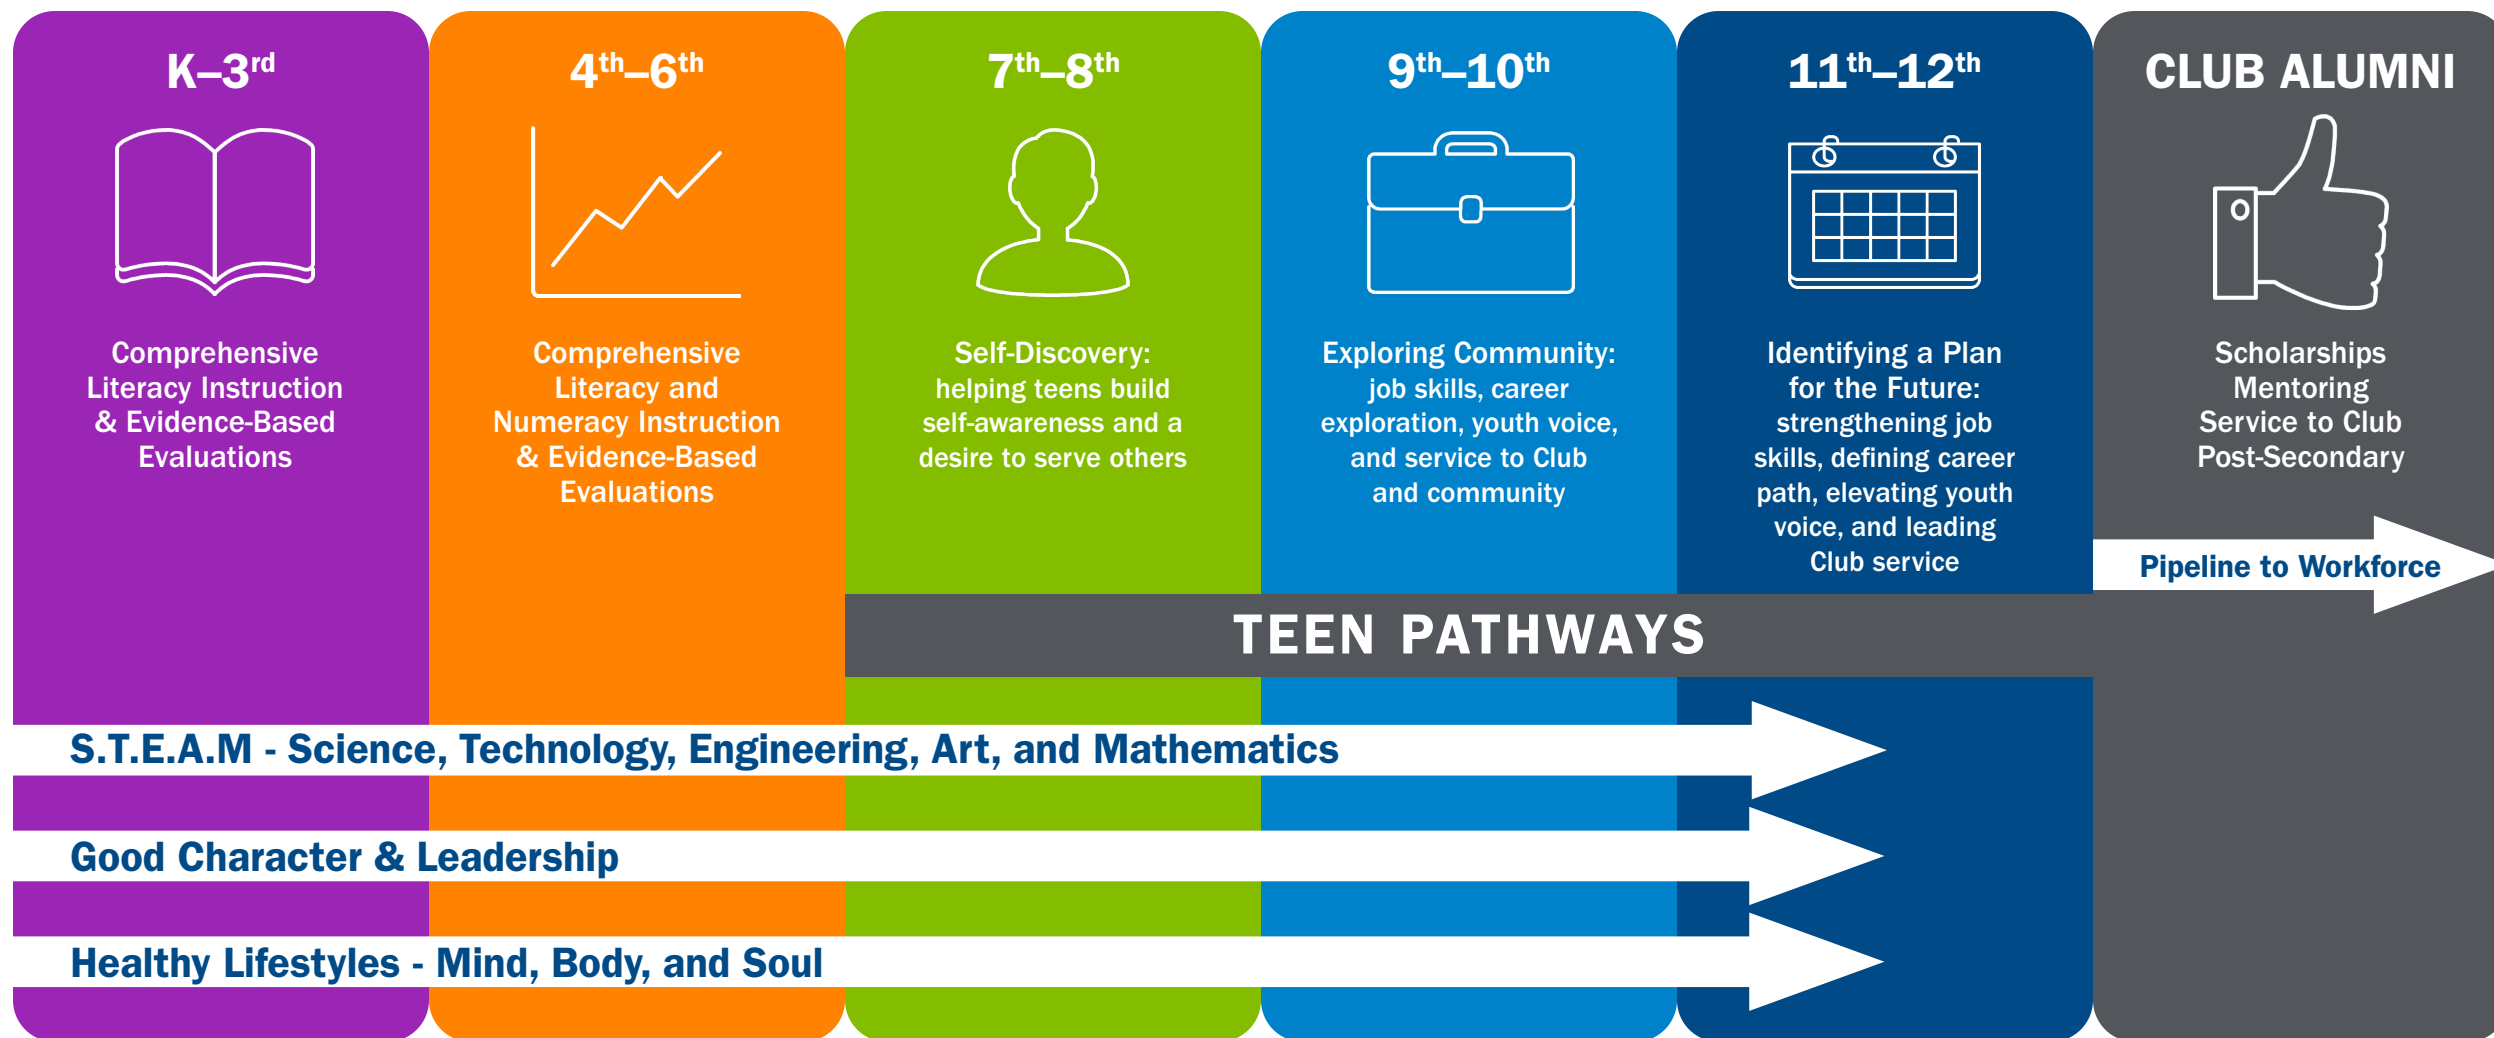 K–3rd
Comprehensive
Literacy Instruction
& Evidence-Based
Evaluations
4th–6th
Comprehensive
Literacy and
Numeracy Instruction
& Evidence-Based
Evaluations
7th–8th
Self-Discovery:
helping teens build
self-awareness and a
desire to serve others
9th–10th
Exploring Community:
job skills, career
exploration, youth voice,
and service to Club
and community
11th–12th
Identifying a Plan
for the Future:
strengthening job
skills, defining career
path, elevating youth
voice, and leading
Club service
CLUB ALUMNI
Scholarships
Mentoring
Service to Club
Post-Secondary
Pipeline to Workforce
TEEN PATHWAYS
S.T.E.A.M - Science, Technology, Engineering, Art, and Mathematics
Good Character & Leadership
Healthy Lifestyles - Mind, Body, and Soul